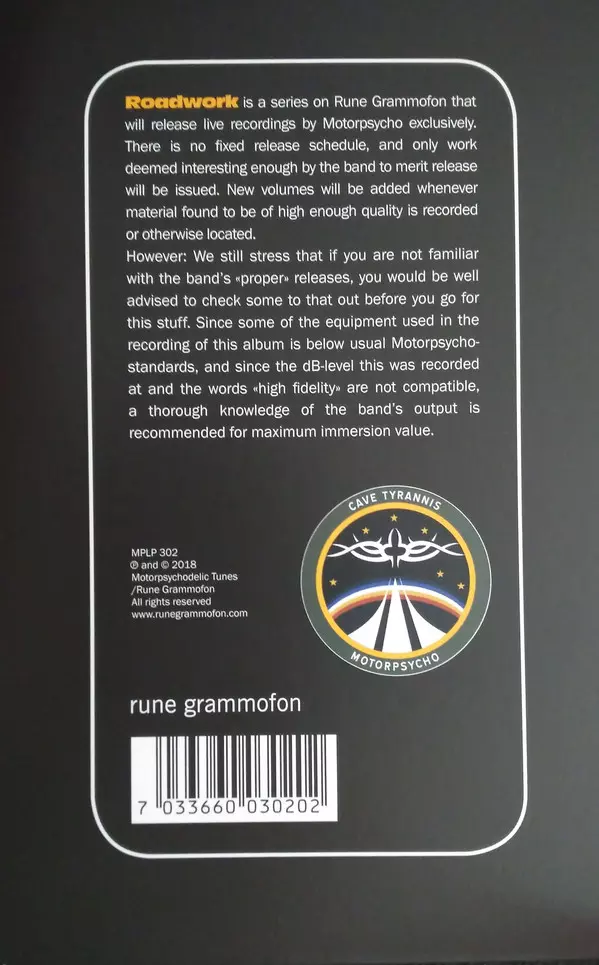 Roadwork is a series on Rune Grammofon that
will release live recordings by Motorpsycho exclusively.
There is no fixed release schedule, and only work
deemed interesting enough by the band to merit release
will be issued. New volumes will be added whenever
material found to be of high enough quality is recorded
or otherwise located.
However: We still stress that if you are not familiar
with the band's «proper» releases, you would be well
advised to check some to that out before you go for
this stuff. Since some of the equipment used in the
recording of this album is below usual Motorpsycho-
standards, and since the dB-level this was recorded
at and the words «high fidelity» are not compatible,
a thorough knowledge of the band's output is
recommended for maximum immersion value.
CAVE TYRANNIS
MOTORPSYCHO
MPLP 302
℗ and © 2018
Motorpsychodelic Tunes
/Rune Grammofon
All rights reserved
www.runegrammofon.com
rune grammofon
7 033660 030202